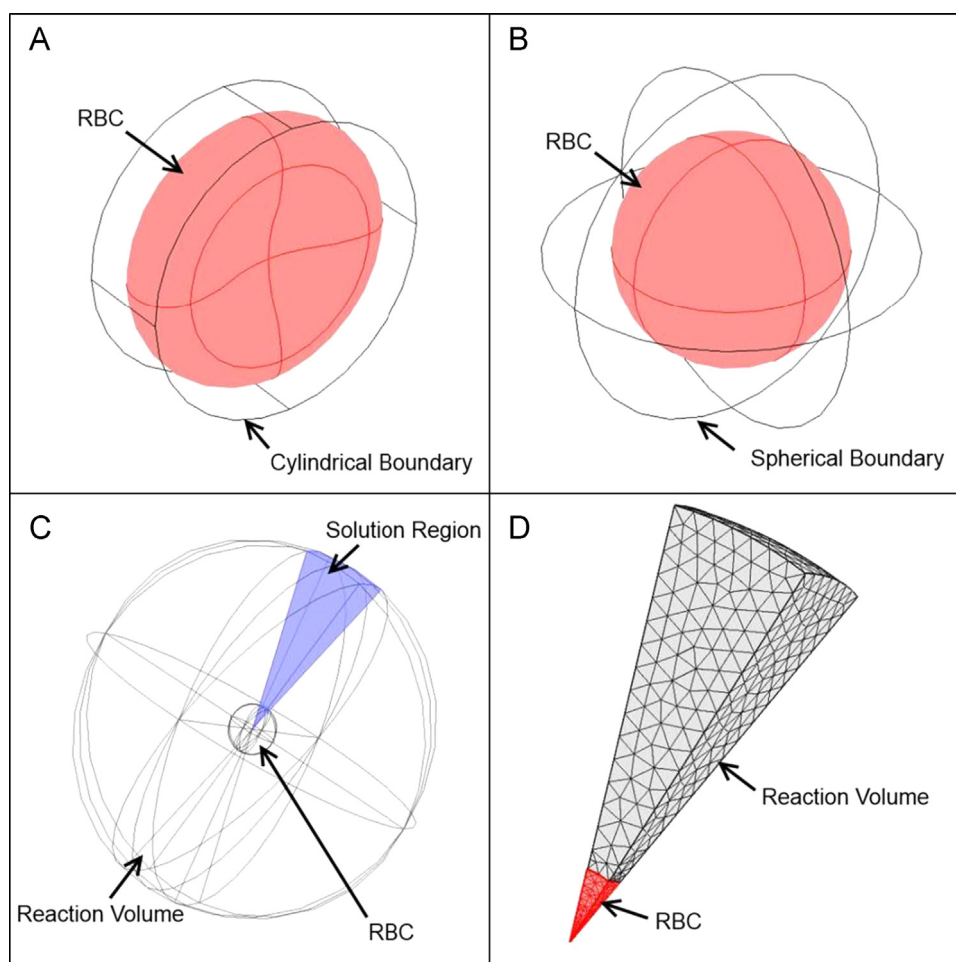 A
RBC
Cylindrical Boundary
B
RBC
Spherical Boundary
C
Solution Region
Reaction Volume
RBC
D
Reaction Volume
RBC